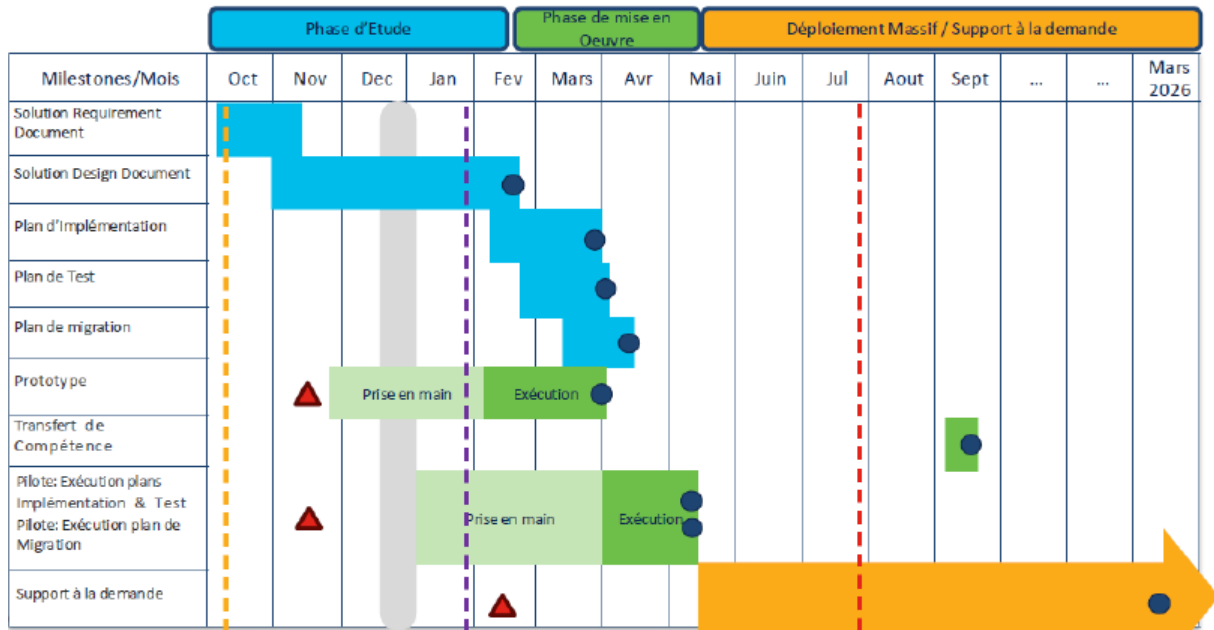 Phase d'Etude
Phase de mise en
Oeuvre
Déploiement Massif / Support à la demande
Milestones/Mois Oct Nov Dec Jan Fev Mars Avr Mai Juin Jul Aout Sept ... ... Mars
2026
Solution Requirement
Document
Solution Design Document
Plan d'Implémentation
Plan de Test
Plan de migration
Prototype Prise en main Exécution
Transfert de
Compétence
Pilote: Exécution plans
Implémentation & Test
Pilote: Exécution plan de
Migration
Prise en main Exécution
Support à la demande